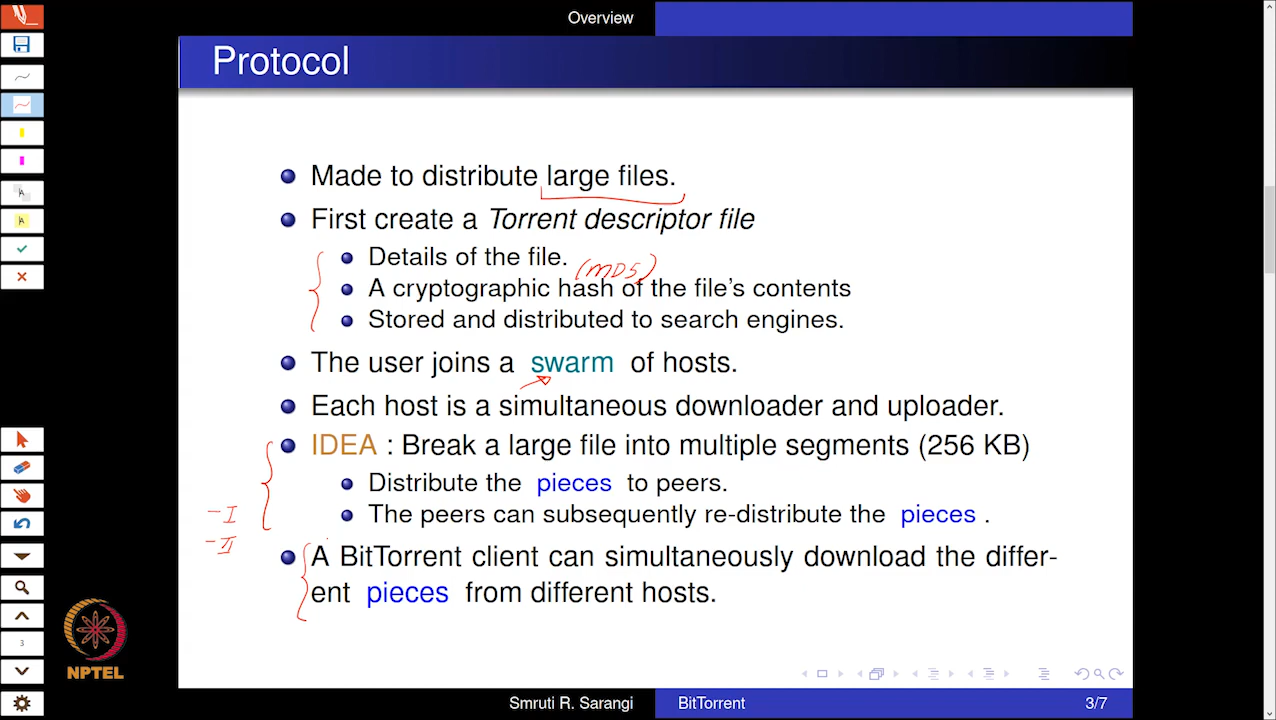 Overview
Protocol
Made to distribute large files.
First create a Torrent descriptor file
Details of the file.
(MD5)
A cryptographic hash of the file's contents
Stored and distributed to search engines.
The user joins a swarm of hosts.
Each host is a simultaneous downloader and uploader.
IDEA : Break a large file into multiple segments (256 KB)
Distribute the pieces to peers.
- I
The peers can subsequently re-distribute the pieces .
- II
A BitTorrent client can simultaneously download the differ-
ent pieces from different hosts.
3
NPTEL
Smruti R. Sarangi BitTorrent 3/7